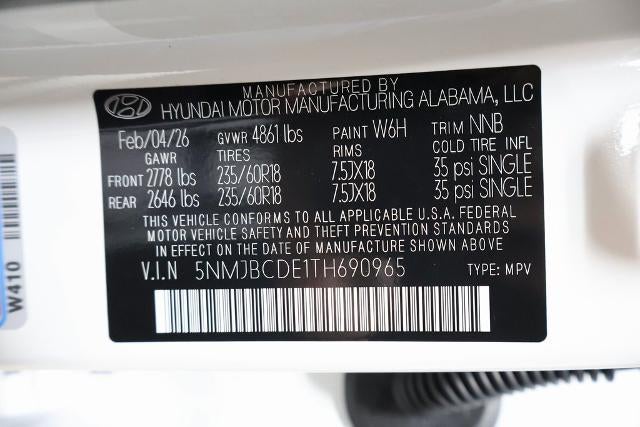 MANUFACTURED BY
HYUNDAI MOTOR MANUFACTURING ALABAMA, LLC
Feb/04/26 GVWR 4861 lbs PAINT W6H TRIM NNB
GAWR TIRES RIMS COLD TIRE INFL
FRONT 2778 lbs 235/60R18 7.5JX18 35 psi SINGLE
REAR 2646 lbs 235/60R18 7.5JX18 35 psi SINGLE
THIS VEHICLE CONFORMS TO ALL APPLICABLE U.S.A. FEDERAL
MOTOR VEHICLE SAFETY AND THEFT PREVENTION STANDARDS
IN EFFECT ON THE DATE OF MANUFACTURE SHOWN ABOVE
V.I.N 5NMJBCDE1TH690965 TYPE: MPV
W410